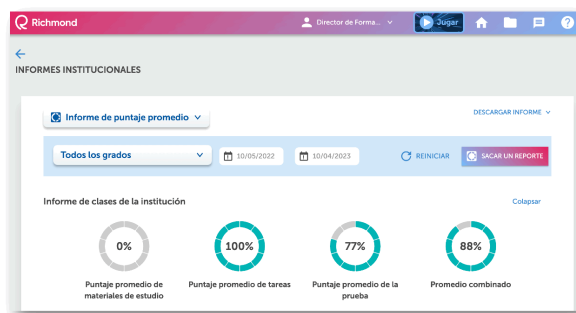 Richmond
Director de Forma... Jugar
INFORMES INSTITUCIONALES
Informe de puntaje promedio
DESCARGAR INFORME
Todos los grados 10/05/2022 10/04/2023 REINICIAR SACAR UN REPORTE
Informe de clases de la institución
Colapsar
0% 100% 77% 88%
Puntaje promedio de materiales de estudio
Puntaje promedio de tareas
Puntaje promedio de la prueba
Promedio combinado